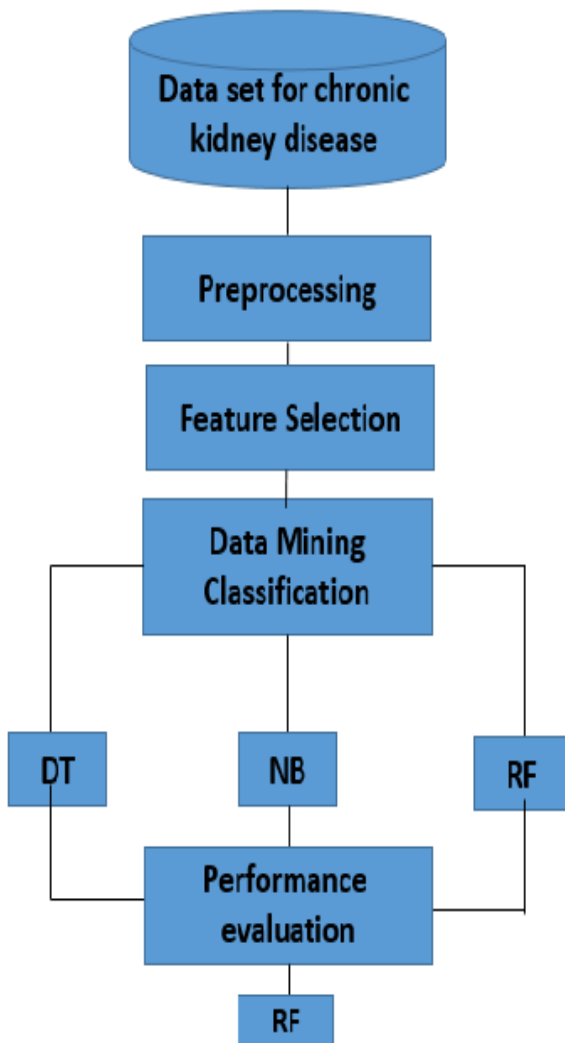 Data set for chronic
kidney disease
Preprocessing
Feature Selection
Data Mining
Classification
DT
NB
RF
Performance
evaluation
RF